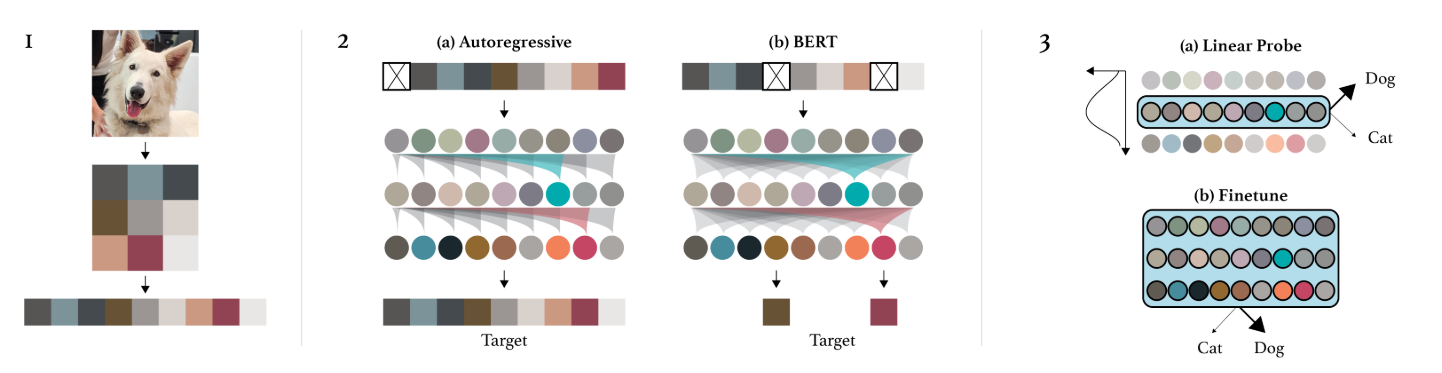 1
2
(a) Autoregressive
(b) BERT
Target
Target
3
(a) Linear Probe
Dog
Cat
(b) Finetune
Cat
Dog